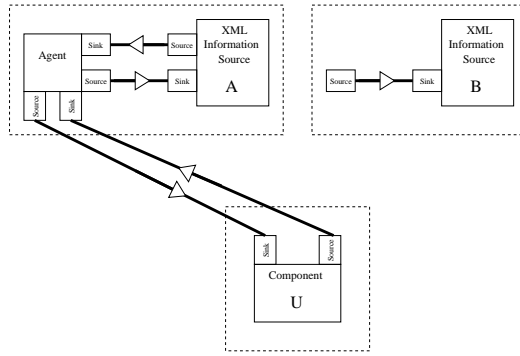 XML
Information
Source
A
Agent
Sink
Source
Source
Sink
Source
Sink
XML
Information
Source
B
Source
Sink
Sink
Source
Component
U